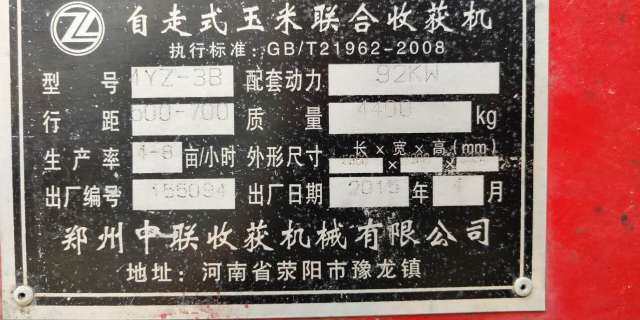 自走式玉米联合收获机
执行标准:GB/T21962-2008
型 号 4YZ-3B 配套动力 92KW
行 距 500-700 质 量 4400 kg
生产率 4-8 亩/小时 外形尺寸 长×宽×高(mm) × ×
出厂编号 155094 出厂日期 2015 年 月
郑州中联收获机械有限公司
地址: 河南省荥阳市豫龙镇